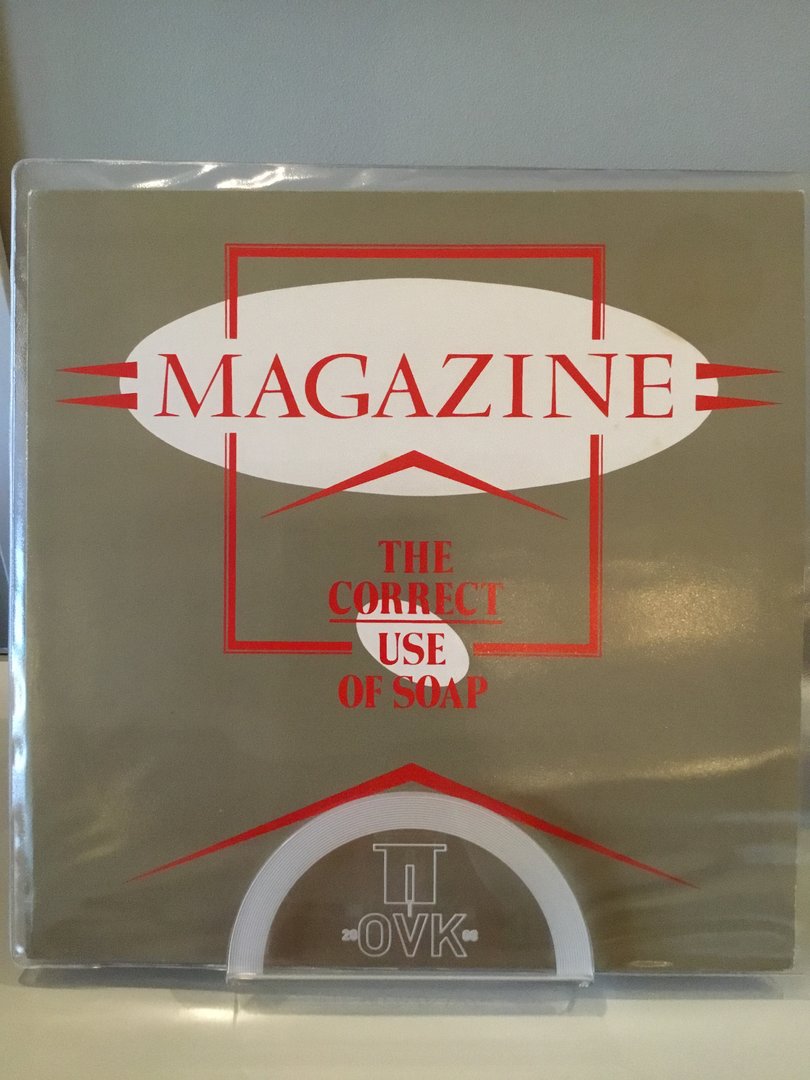 MAGAZINE
THE
CORRECT
USE
OF SOAP
OVK